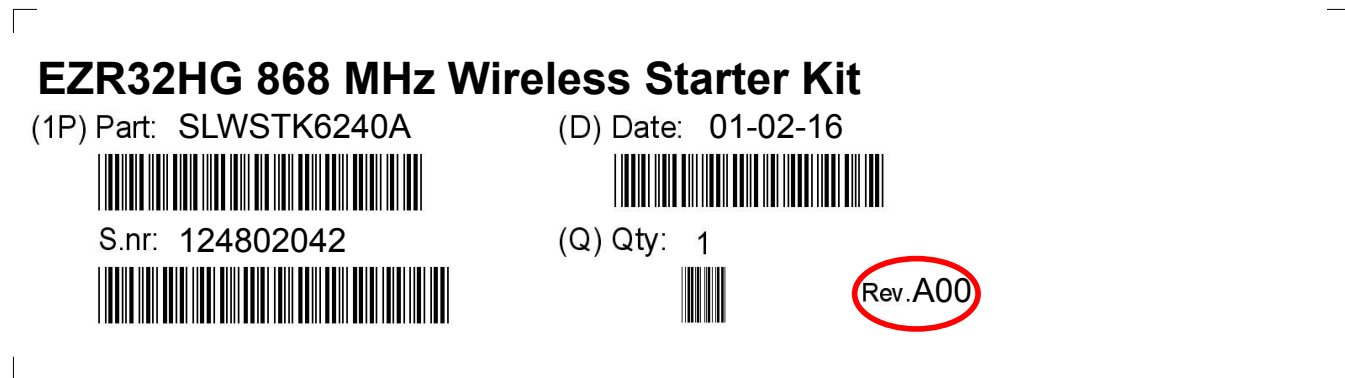 EZR32HG 868 MHz Wireless Starter Kit
(1P) Part: SLWSTK6240A
(D) Date: 01-02-16
S.nr: 124802042
(Q) Qty: 1
Rev.A00